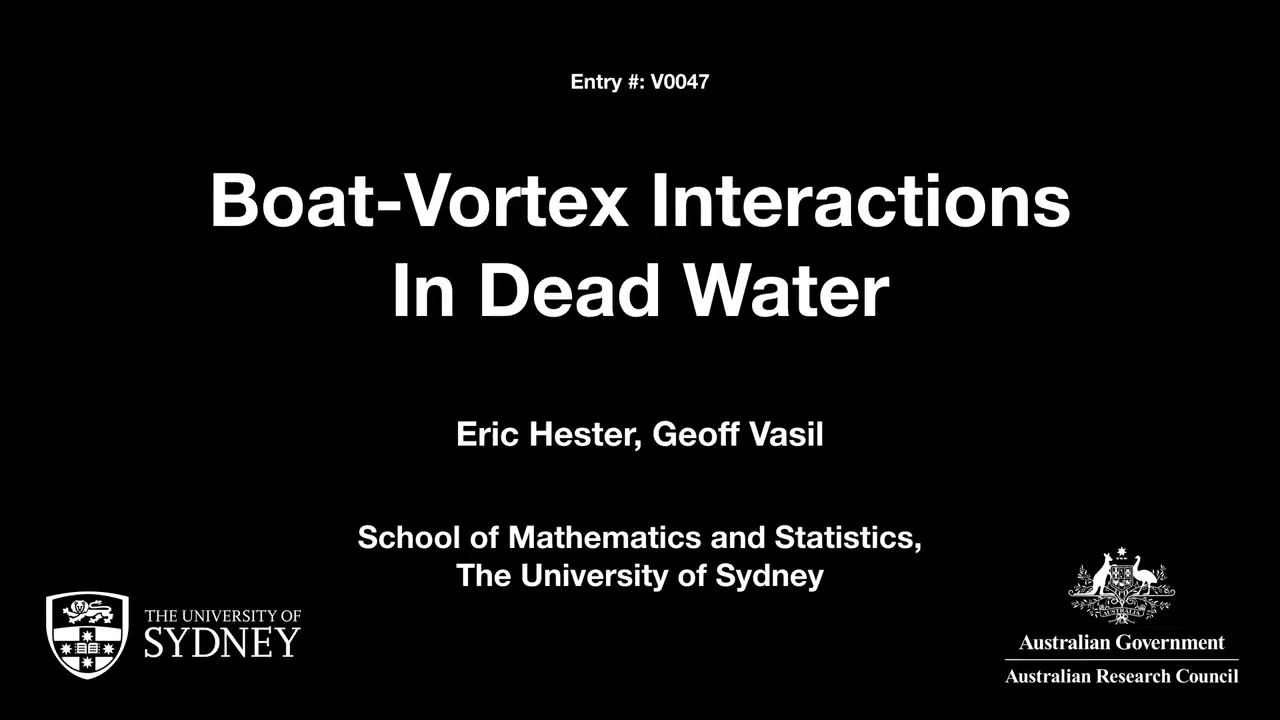 Entry #: V0047
Boat-Vortex Interactions
In Dead Water
Eric Hester, Geoff Vasil
School of Mathematics and Statistics,
The University of Sydney
THE UNIVERSITY OF
SYDNEY
AUSTRALIA
Australian Government
Australian Research Council